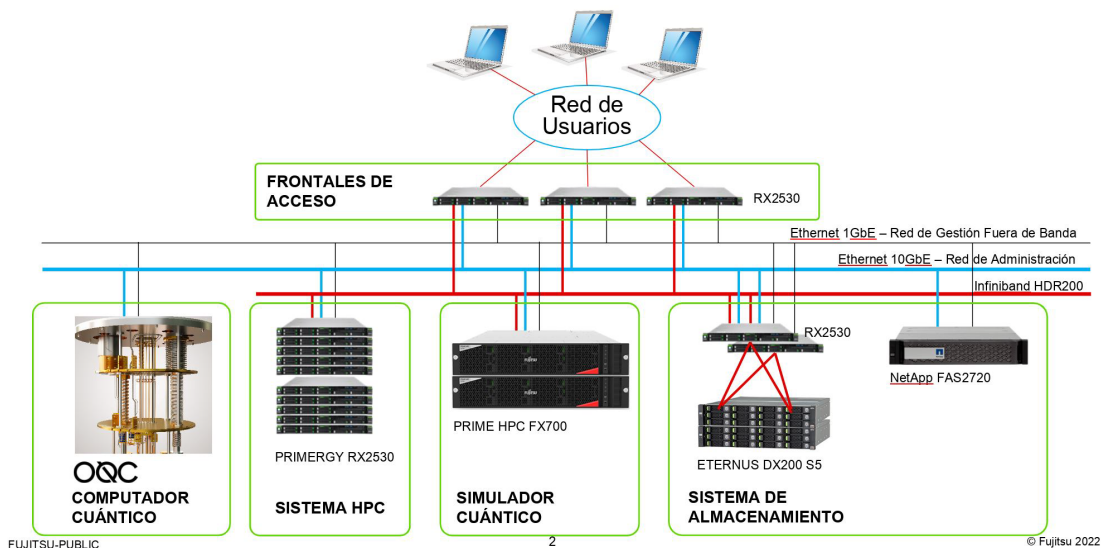 Red de
Usuarios
FRONTALES DE
ACCESO
RX2530
Ethernet 1GbE – Red de Gestión Fuera de Banda
Ethernet 10GbE – Red de Administración
Infiniband HDR200
OQC
COMPUTADOR
CUÁNTICO
PRIMERGY RX2530
SISTEMA HPC
FUJITSU
FUJITSU
PRIME HPC FX700
SIMULADOR
CUÁNTICO
RX2530
NetApp FAS2720
ETERNUS DX200 S5
SISTEMA DE
ALMACENAMIENTO
FUJITSU-PUBLIC
2
© Fujitsu 2022